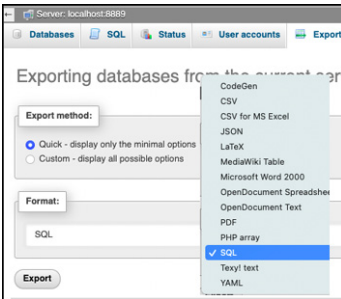 Server: localhost:8889
Databases SQL Status User accounts Export
Exporting databases from the current ser
Export method:
Quick - display only the minimal options
Custom - display all possible options
Format:
SQL
Export
CodeGen
CSV
CSV for MS Excel
JSON
LaTeX
MediaWiki Table
Microsoft Word 2000
OpenDocument Spreadshee
OpenDocument Text
PDF
PHP array
✓ SQL
Texy! text
YAML